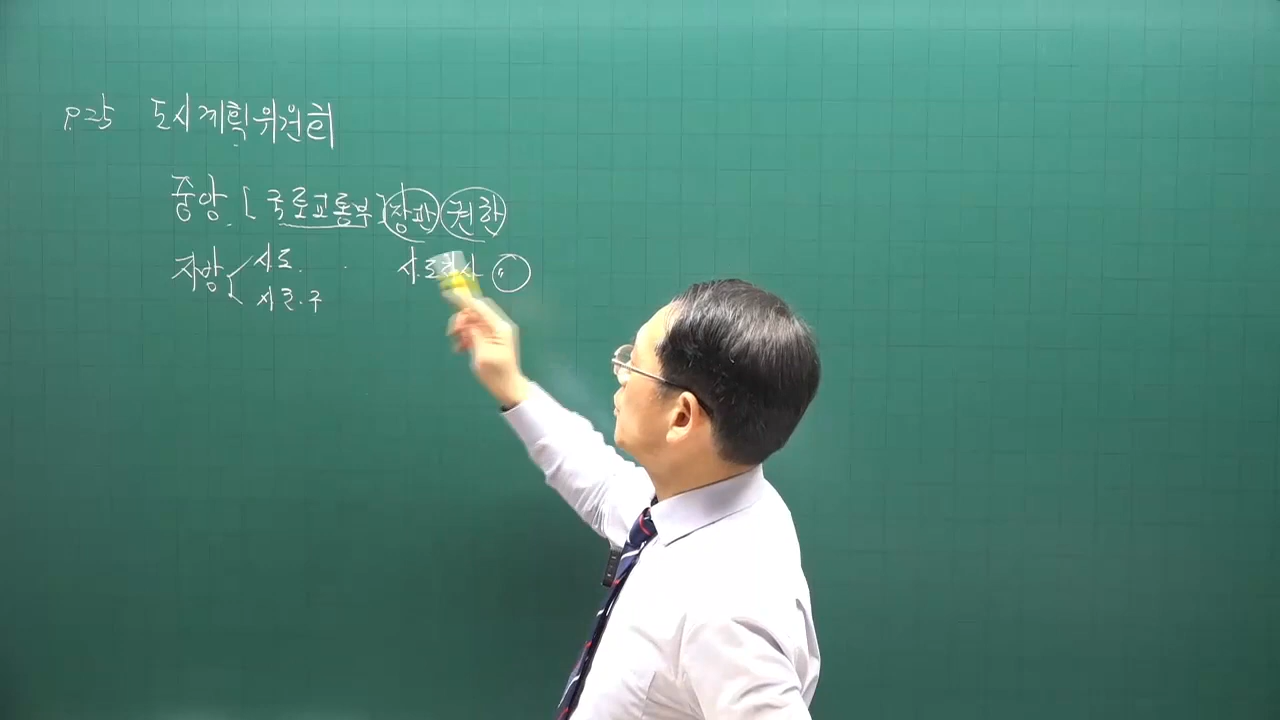 P.25 도시계획위원회
중앙 [ 국토교통부 ] 장관 권한
지방 < 시도. 시도지사 〃
시군.구